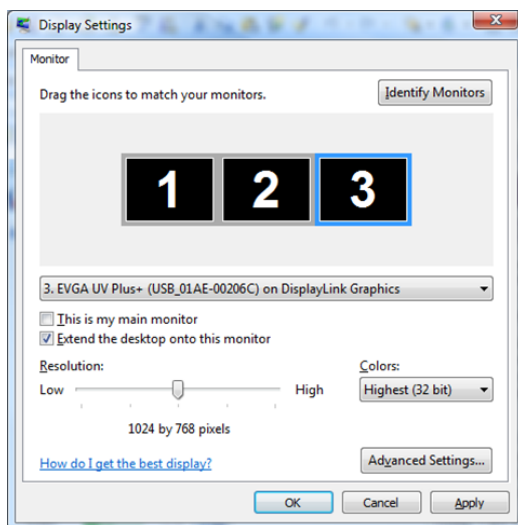 Display Settings
Monitor
Drag the icons to match your monitors.
Identify Monitors
1 2 3
3. EVGA UV Plus+ (USB_01AE-00206C) on DisplayLink Graphics
This is my main monitor
Extend the desktop onto this monitor
Resolution:
Colors:
Low High
Highest (32 bit)
1024 by 768 pixels
How do I get the best display?
Advanced Settings...
OK Cancel Apply